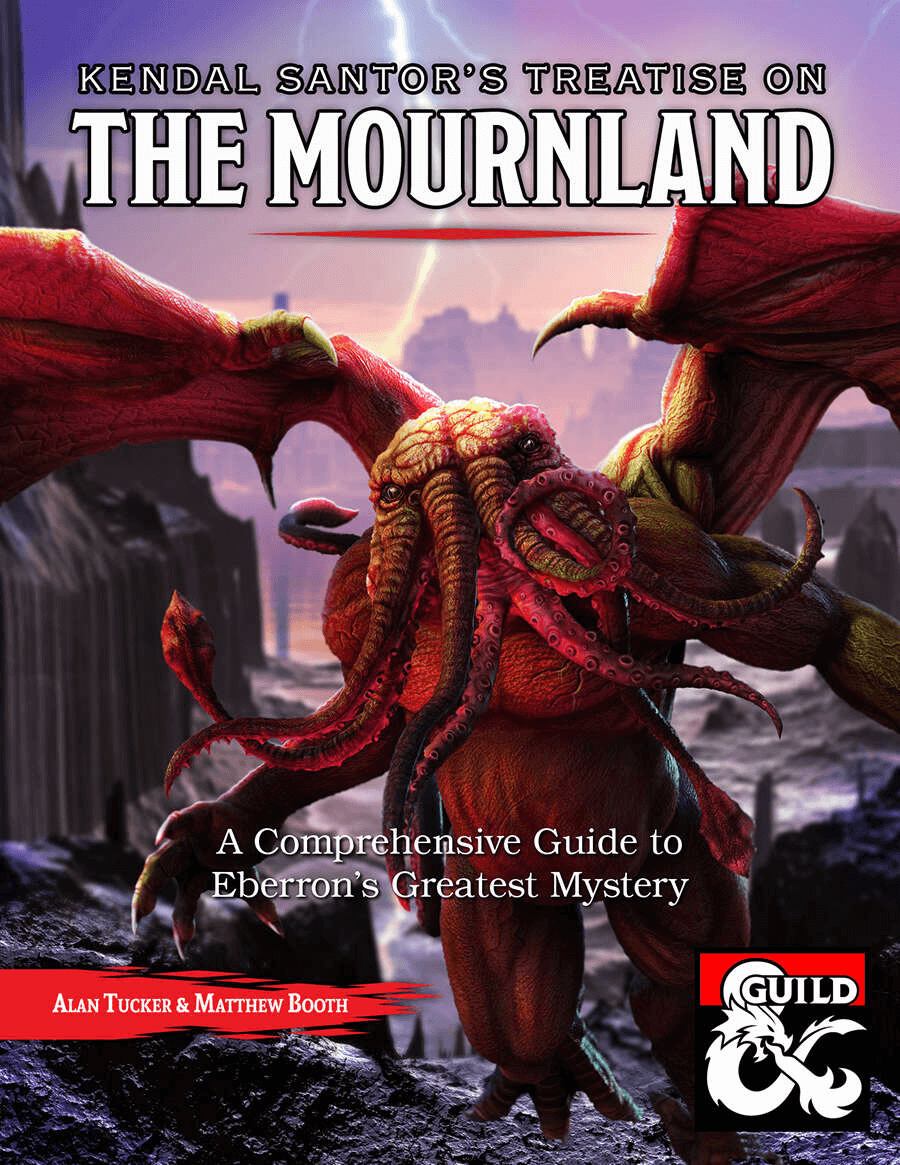 KENDAL SANTOR'S TREATISE ON
THE MOURNLAND
A Comprehensive Guide to
Eberron's Greatest Mystery
ALAN TUCKER & MATTHEW BOOTH
GUILD